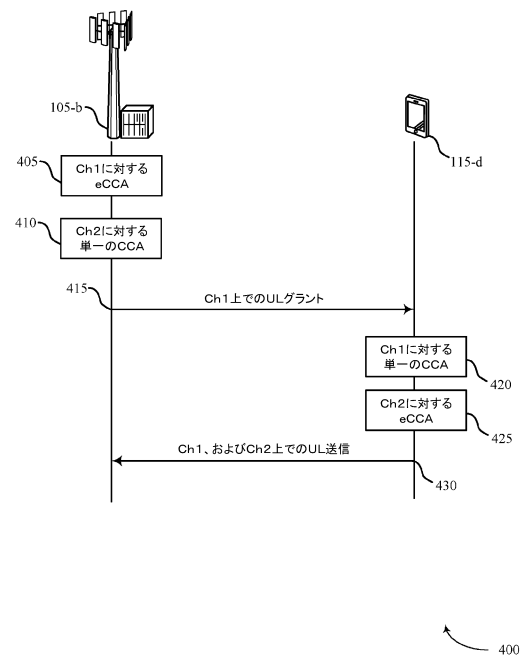 105-b
115-d
405
Ch1に対する
eCCA
410
Ch2に対する
単一のCCA
415
Ch1上でのULグラント
Ch1に対する
単一のCCA
420
Ch2に対する
eCCA
425
Ch1、およびCh2上でのUL送信
430
400